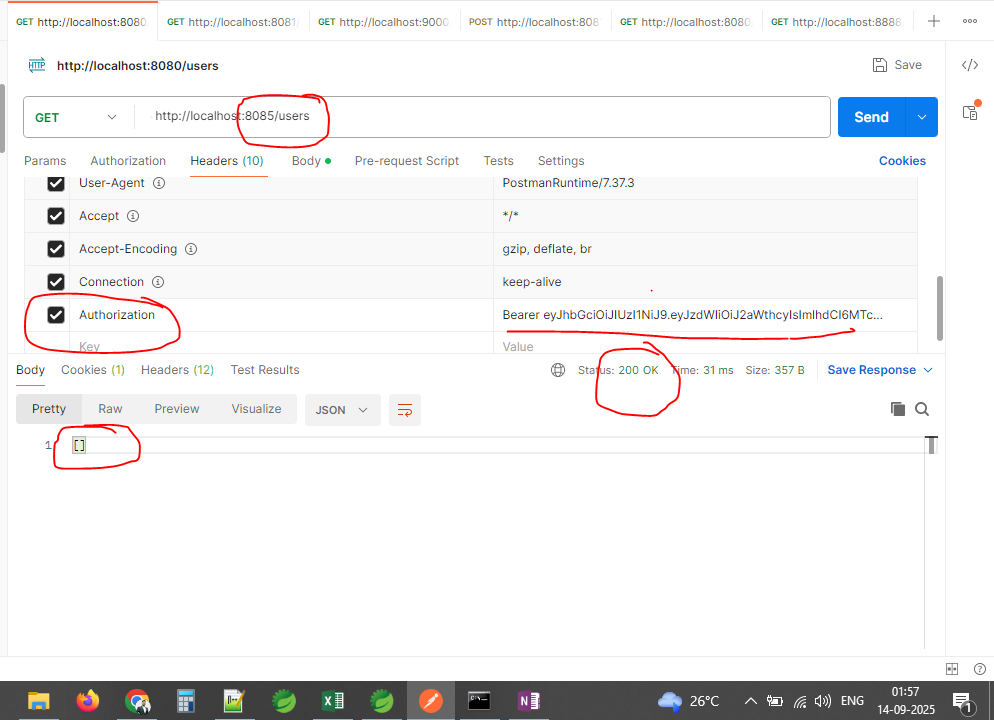 GET http://localhost:8080 GET http://localhost:8081/ GET http://localhost:9000 POST http://localhost:808 GET http://localhost:8080 GET http://localhost:8888
HTTP http://localhost:8080/users Save
GET http://localhost:8085/users Send
Params Authorization Headers (10) Body Pre-request Script Tests Settings Cookies
User-Agent PostmanRuntime/7.37.3
Accept */*
Accept-Encoding gzip, deflate, br
Connection keep-alive
Authorization Bearer eyJhbGciOiJIUzI1NiJ9.eyJzdWIiOiJ2aWthcyIsImlhdCI6MTc...
Key Value
Body Cookies (1) Headers (12) Test Results Status: 200 OK Time: 31 ms Size: 357 B Save Response
Pretty Raw Preview Visualize JSON
1 []
26°C ENG 01:57
14-09-2025 1